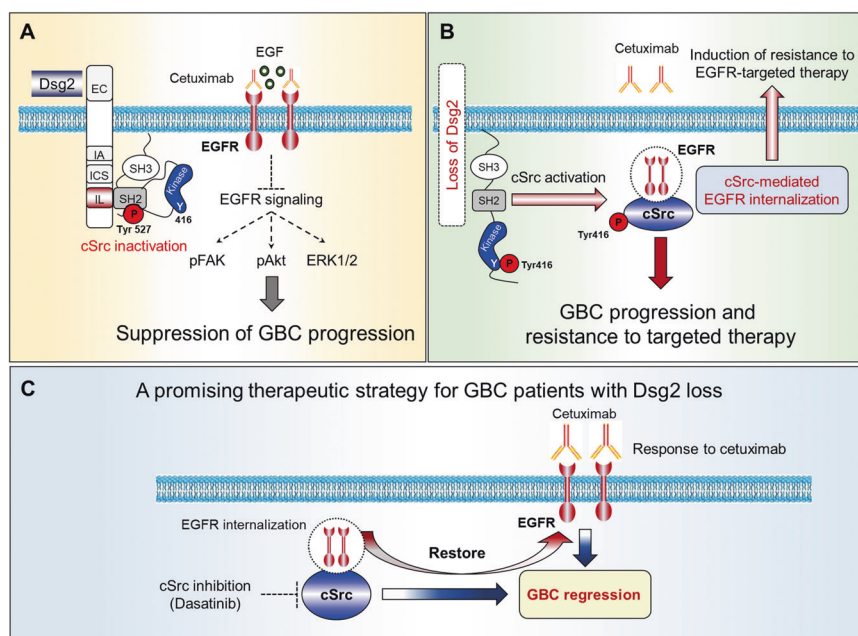 A
Dsg2
EC
IA
ICS
IL
SH3
SH2
P
Tyr 527
Kinase
Y
416
cSrc inactivation
EGF
Cetuximab
EGFR
EGFR signaling
pFAK
pAkt
ERK1/2
Suppression of GBC progression
B
Loss of Dsg2
SH3
SH2
Kinase
Y
P
Tyr416
cSrc activation
Cetuximab
EGFR
cSrc
P
Tyr416
Induction of resistance to
EGFR-targeted therapy
cSrc-mediated
EGFR internalization
GBC progression and
resistance to targeted therapy
C
A promising therapeutic strategy for GBC patients with Dsg2 loss
Cetuximab
Response to cetuximab
EGFR internalization
EGFR
Restore
cSrc inhibition
(Dasatinib)
cSrc
GBC regression